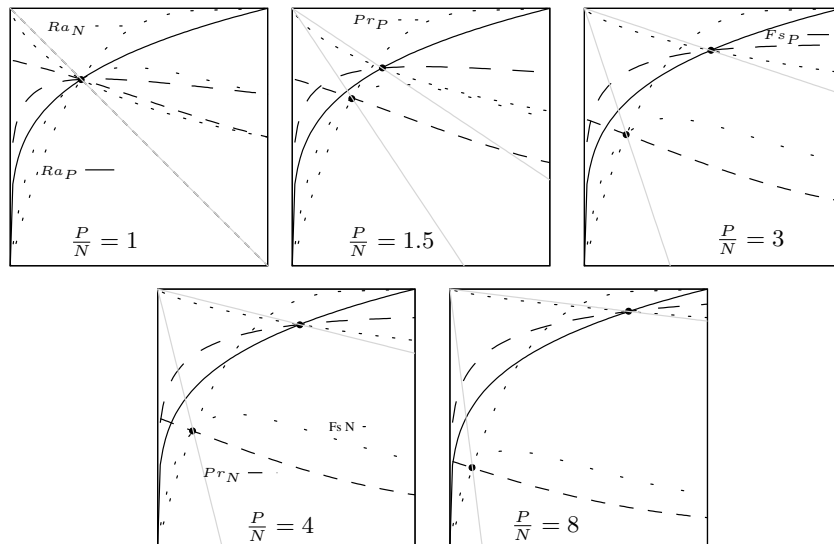 Ra_N
Pr_P
Fs_P
Ra_P
P/N = 1
P/N = 1.5
P/N = 3
Fs N
Pr_N
P/N = 4
P/N = 8